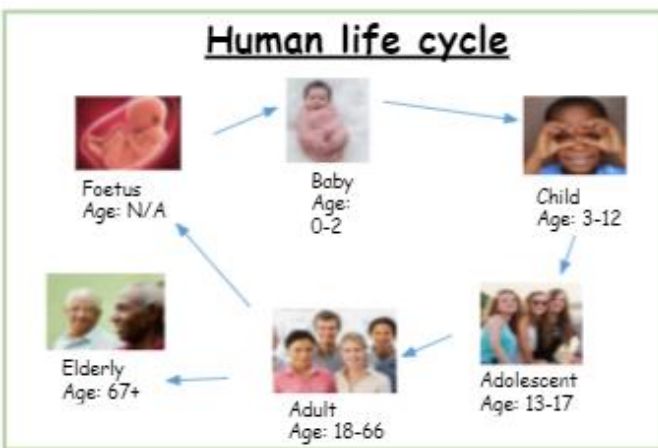 Human life cycle
Foetus
Age: N/A
Baby
Age:
0-2
Child
Age: 3-12
Elderly
Age: 67+
Adult
Age: 18-66
Adolescent
Age: 13-17